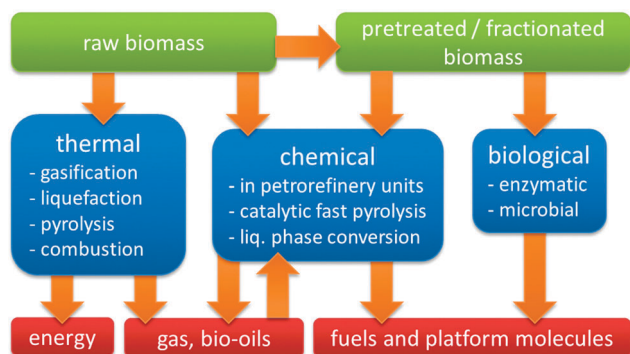 raw biomass
pretreated / fractionated
biomass
thermal
- gasification
- liquefaction
- pyrolysis
- combustion
chemical
- in petrorefinery units
- catalytic fast pyrolysis
- liq. phase conversion
biological
- enzymatic
- microbial
energy
gas, bio-oils
fuels and platform molecules